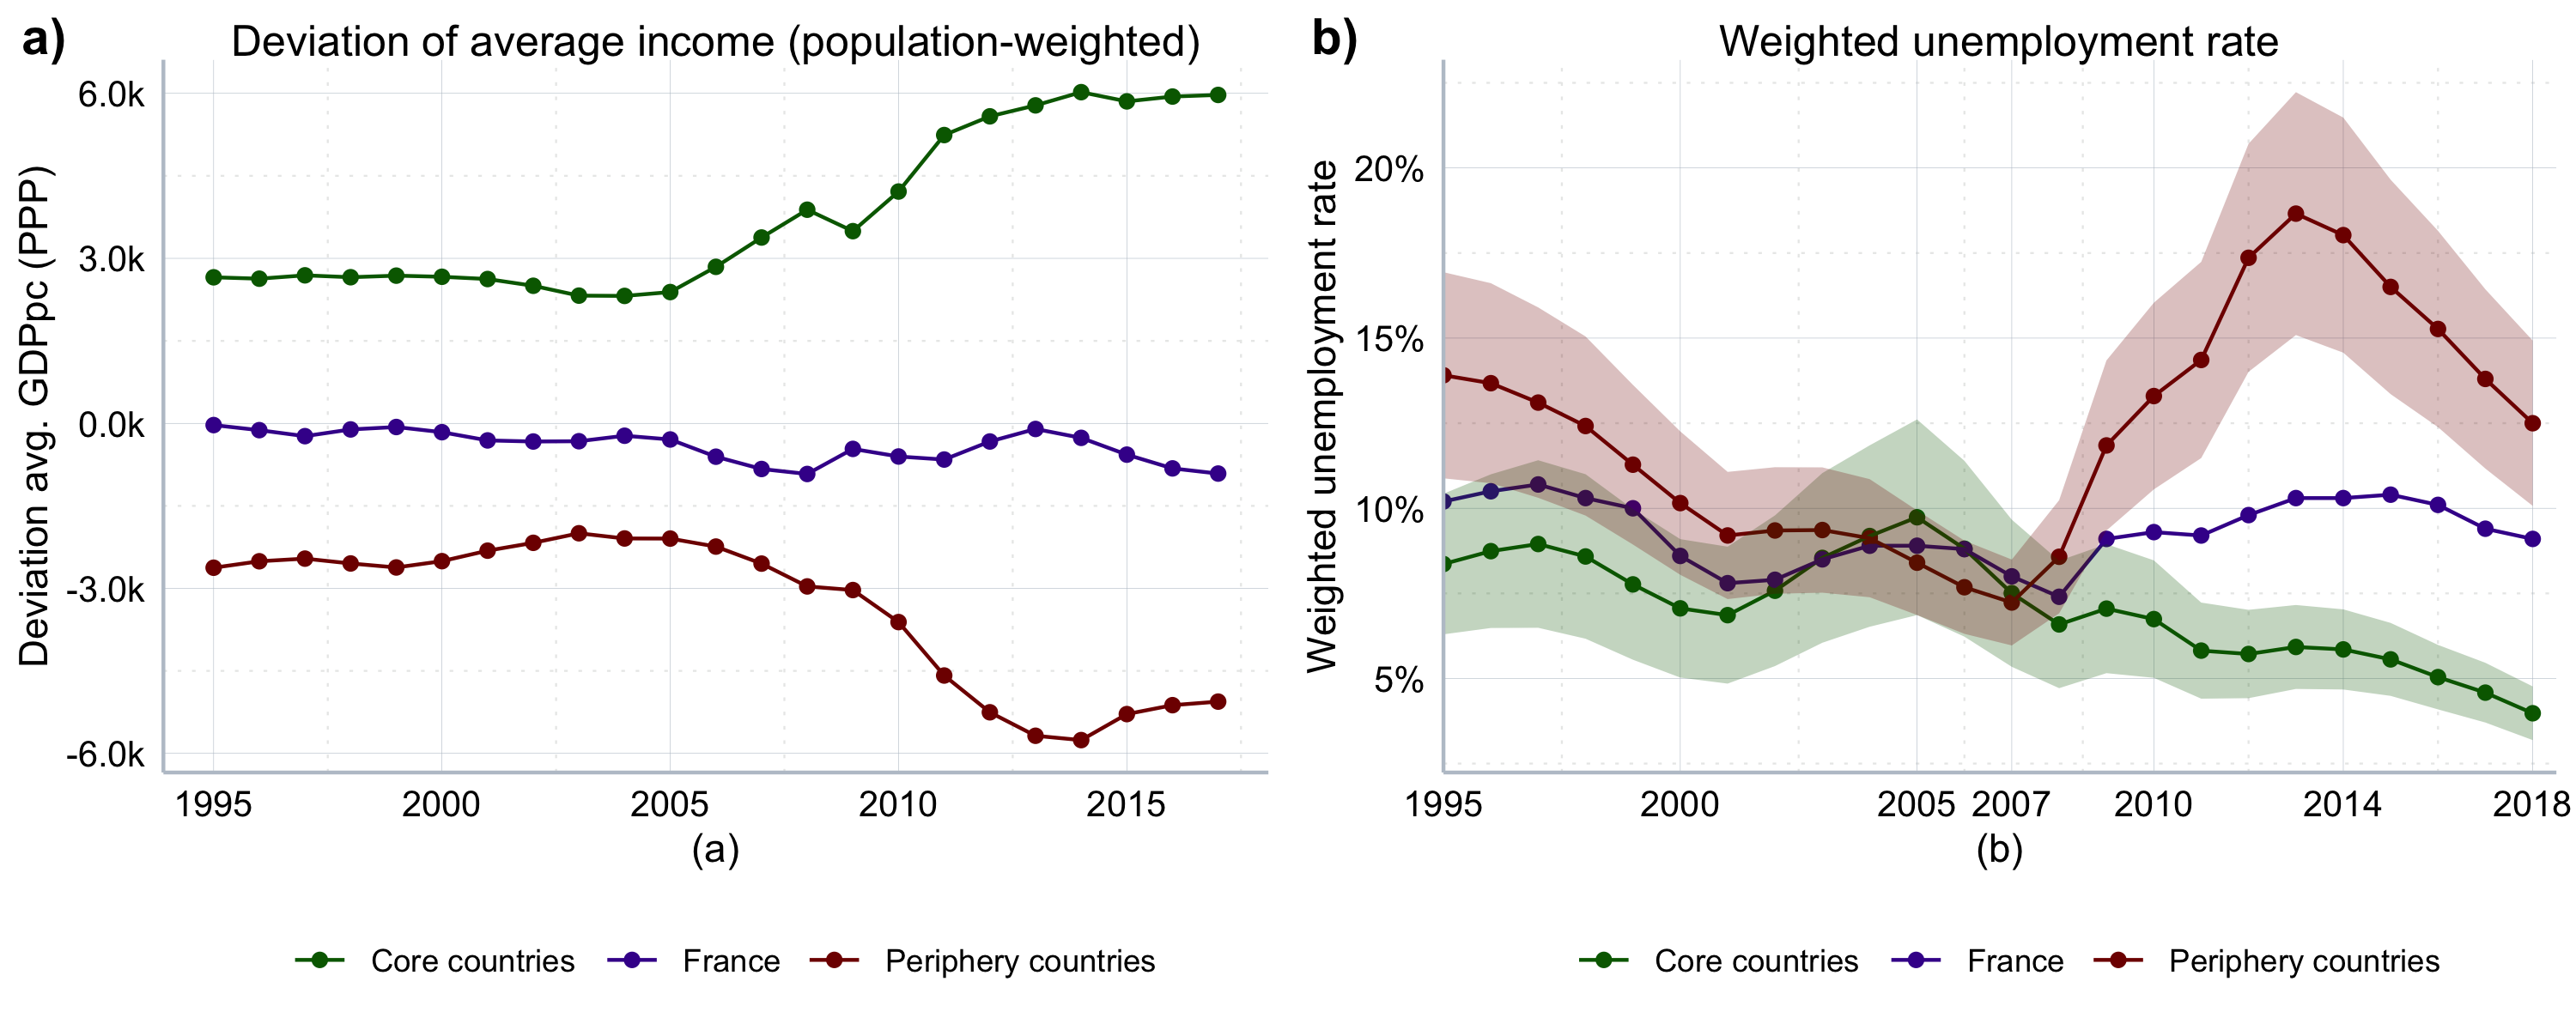 a)
Deviation of average income (population-weighted)
Deviation avg. GDPpc (PPP)
6.0k
3.0k
0.0k
-3.0k
-6.0k
1995 2000 2005 2010 2015
(a)
Core countries France Periphery countries
b)
Weighted unemployment rate
Weighted unemployment rate
20%
15%
10%
5%
1995 2000 2005 2007 2010 2014 2018
(b)
Core countries France Periphery countries